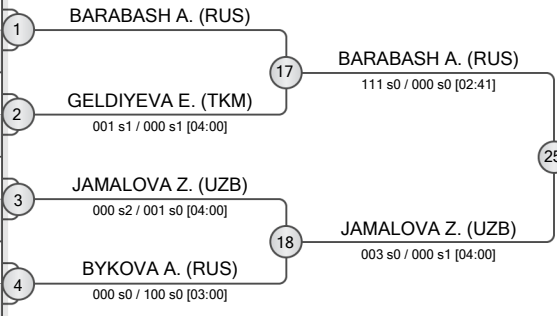 BARABASH A. (RUS)
1
17
BARABASH A. (RUS)
111 s0 / 000 s0 [02:41]
2
GELDIYEVA E. (TKM)
001 s1 / 000 s1 [04:00]
25
3
JAMALOVA Z. (UZB)
000 s2 / 001 s0 [04:00]
18
JAMALOVA Z. (UZB)
003 s0 / 000 s1 [04:00]
4
BYKOVA A. (RUS)
000 s0 / 100 s0 [03:00]